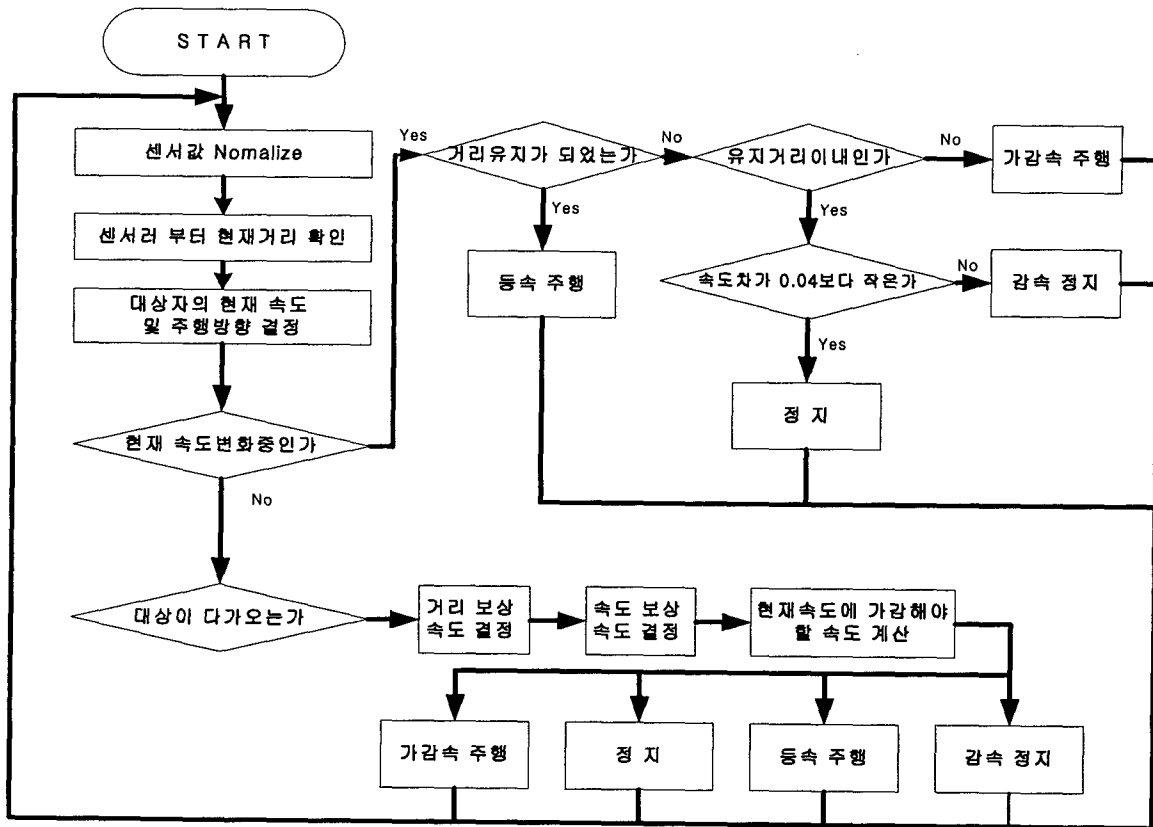 START
센서값 Nomalize
센서러 부터 현재거리 확인
대상자의 현재 속도
및 주행방향 결정
현재 속도변화중인가
Yes
거리유지가 되었는가
No
유지거리이내인가
No
가감속 주행
Yes
등속 주행
Yes
속도차가 0.04보다 작은가
No
감속 정지
Yes
정 지
No
대상이 다가오는가
거리 보상
속도 결정
속도 보상
속도 결정
현재속도에 가감해야
할 속도 계산
가감속 주행
정 지
등속 주행
감속 정지